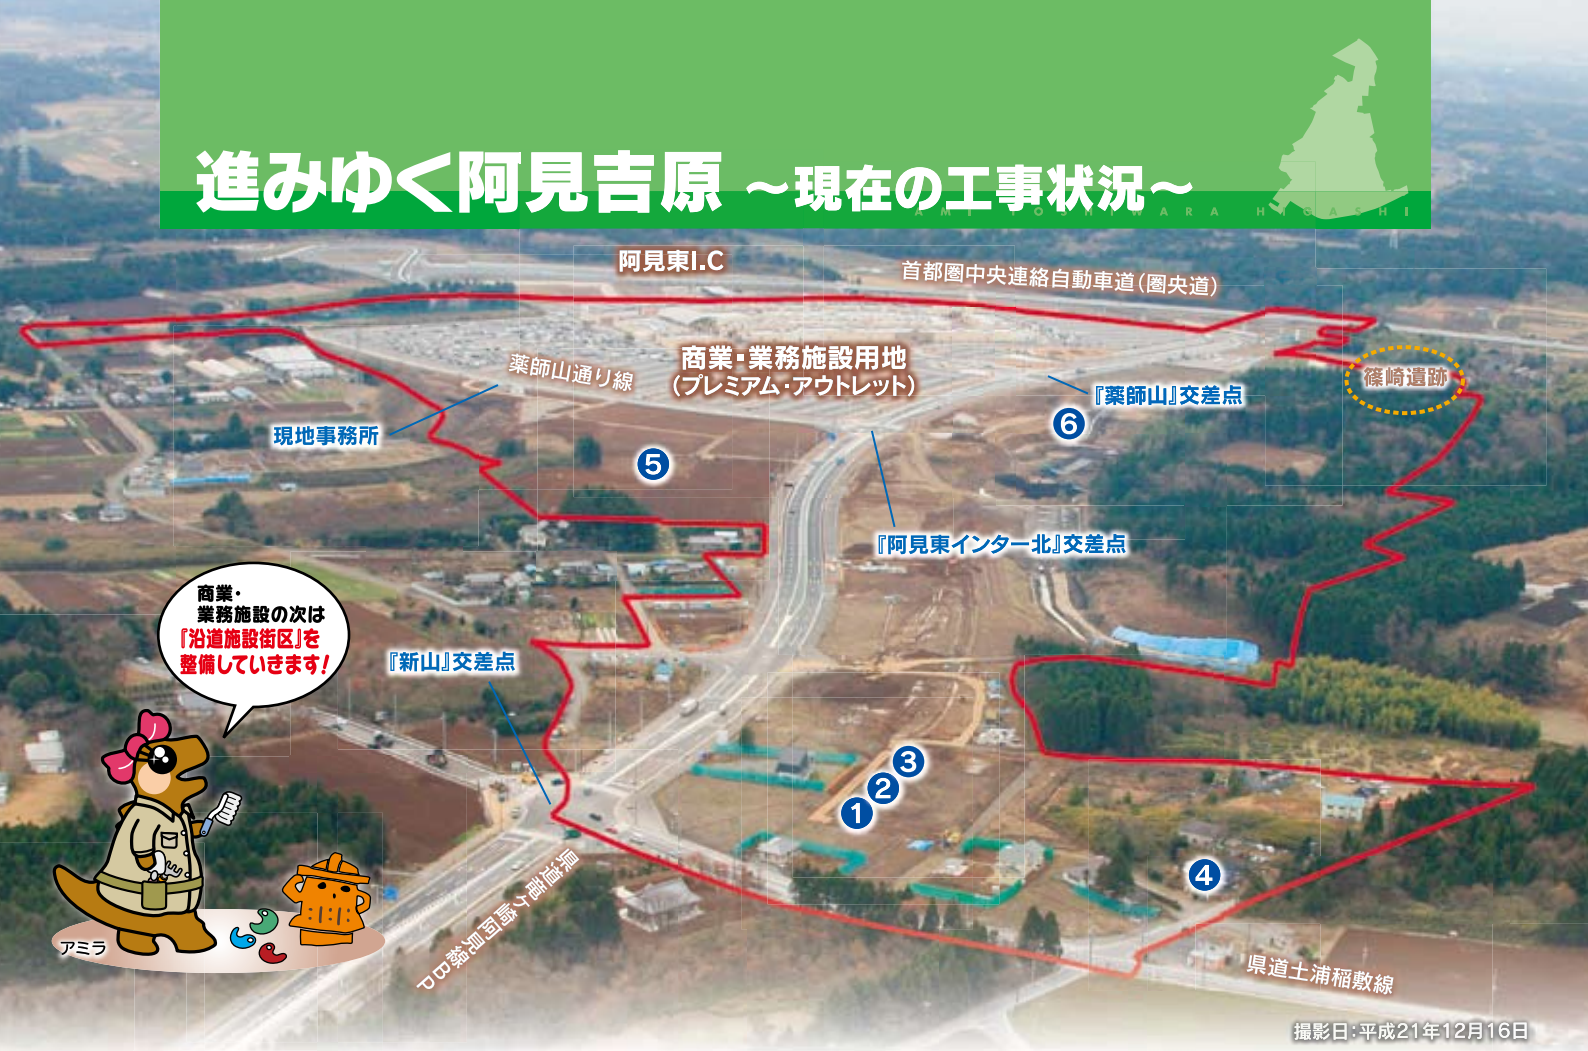 進みゆく阿見吉原 ～現在の工事状況～
AMI YOSHIWARA HIGASHI
阿見東I.C
首都圏中央連絡自動車道(圏央道)
商業・業務施設用地
(プレミアム・アウトレット)
薬師山通り線
『薬師山』交差点
篠崎遺跡
現地事務所
⑥
⑤
『阿見東インター北』交差点
商業・
業務施設の次は
『沿道施設街区』を
整備していきます!
『新山』交差点
③
②
①
④
県道龍ヶ崎阿見線BP
アミラ
県道土浦稲敷線
撮影日:平成21年12月16日